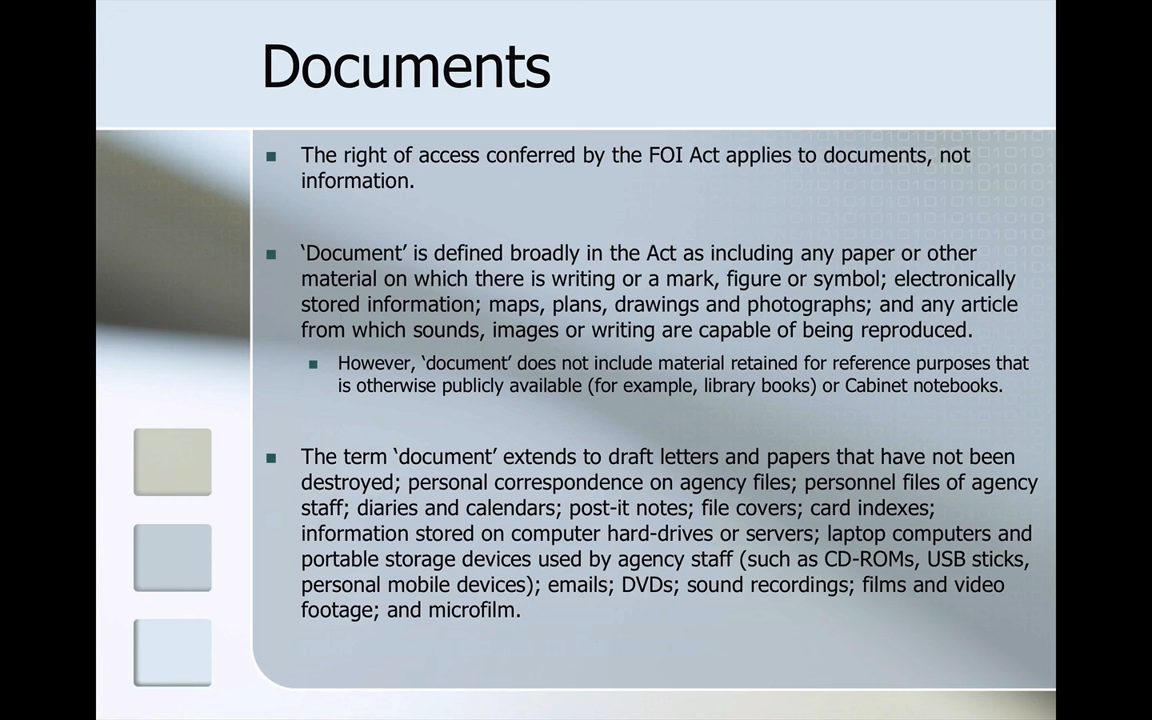 Documents
The right of access conferred by the FOI Act applies to documents, not
information.
‘Document’ is defined broadly in the Act as including any paper or other
material on which there is writing or a mark, figure or symbol; electronically
stored information; maps, plans, drawings and photographs; and any article
from which sounds, images or writing are capable of being reproduced.
However, ‘document’ does not include material retained for reference purposes that
is otherwise publicly available (for example, library books) or Cabinet notebooks.
The term ‘document’ extends to draft letters and papers that have not been
destroyed; personal correspondence on agency files; personnel files of agency
staff; diaries and calendars; post-it notes; file covers; card indexes;
information stored on computer hard-drives or servers; laptop computers and
portable storage devices used by agency staff (such as CD-ROMs, USB sticks,
personal mobile devices); emails; DVDs; sound recordings; films and video
footage; and microfilm.